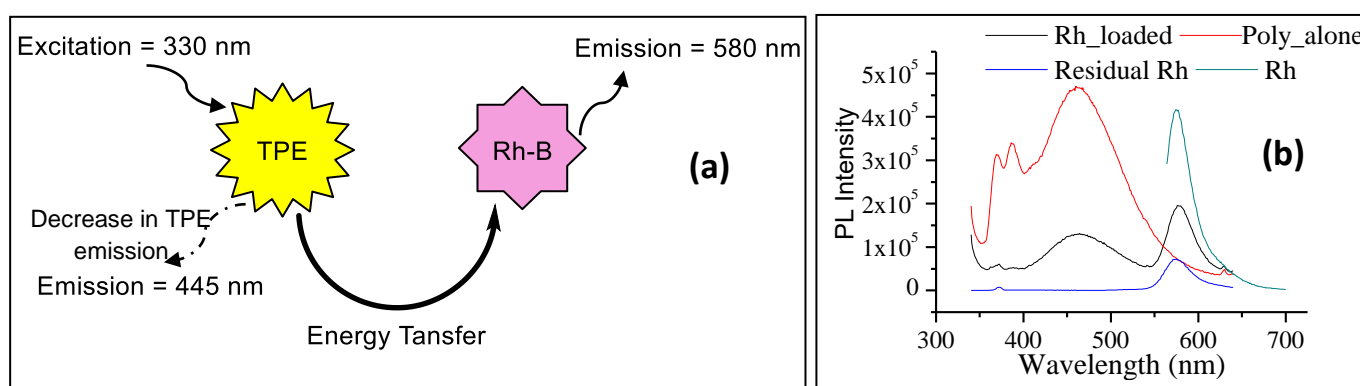 Excitation = 330 nm
Emission = 580 nm
TPE
Rh-B
(a)
Decrease in TPE
emission
Emission = 445 nm
Energy Tansfer
Rh_loaded
Poly_alone
Residual Rh
Rh
(b)
PL Intensity
5x10⁵
4x10⁵
3x10⁵
2x10⁵
1x10⁵
0
300 400 500 600 700
Wavelength (nm)